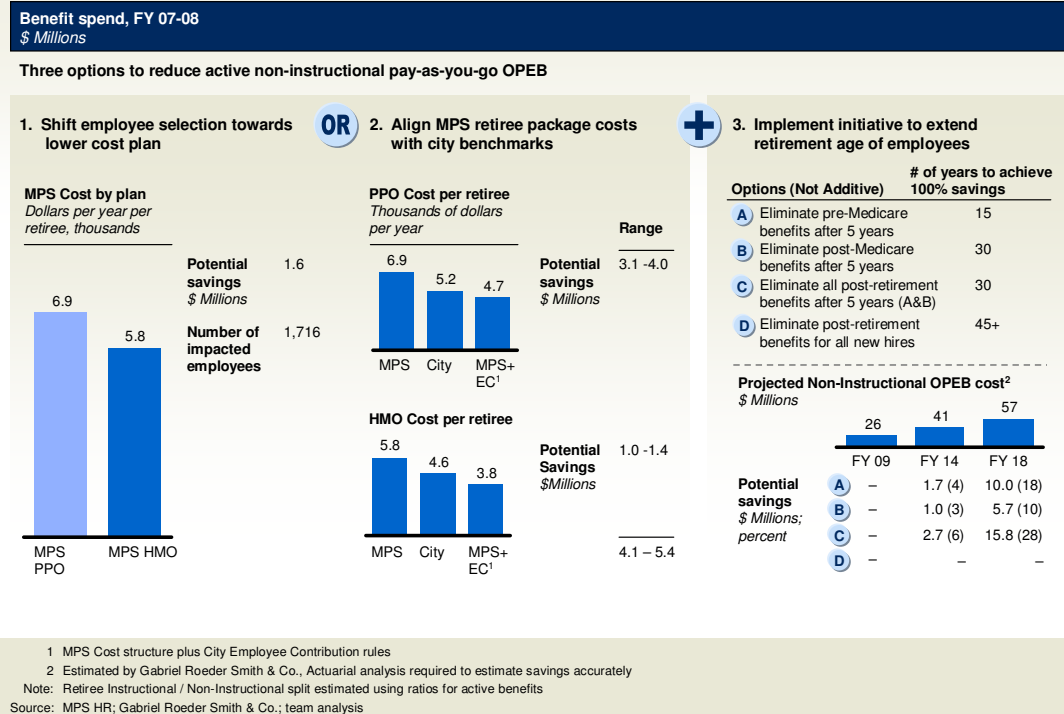 Benefit spend, FY 07-08
$ Millions
Three options to reduce active non-instructional pay-as-you-go OPEB
1. Shift employee selection towards
lower cost plan
OR
2. Align MPS retiree package costs
with city benchmarks
+
3. Implement initiative to extend
retirement age of employees
MPS Cost by plan
Dollars per year per
retiree, thousands
6.9
5.8
MPS
PPO
MPS HMO
Potential
savings
$ Millions
1.6
Number of
impacted
employees
1,716
PPO Cost per retiree
Thousands of dollars
per year
6.9
5.2
4.7
MPS
City
MPS+
EC1
Range
Potential
savings
$ Millions
3.1 -4.0
HMO Cost per retiree
5.8
4.6
3.8
MPS
City
MPS+
EC1
Potential
Savings
$Millions
1.0 -1.4
4.1 – 5.4
Options (Not Additive)
# of years to achieve
100% savings
A Eliminate pre-Medicare
benefits after 5 years
15
B Eliminate post-Medicare
benefits after 5 years
30
C Eliminate all post-retirement
benefits after 5 years (A&B)
30
D Eliminate post-retirement
benefits for all new hires
45+
Projected Non-Instructional OPEB cost2
$ Millions
26 41 57
FY 09 FY 14 FY 18
Potential
savings
$ Millions;
percent
A – 1.7 (4) 10.0 (18)
B – 1.0 (3) 5.7 (10)
C – 2.7 (6) 15.8 (28)
D – – –
1 MPS Cost structure plus City Employee Contribution rules
2 Estimated by Gabriel Roeder Smith & Co., Actuarial analysis required to estimate savings accurately
Note: Retiree Instructional / Non-Instructional split estimated using ratios for active benefits
Source: MPS HR; Gabriel Roeder Smith & Co.; team analysis